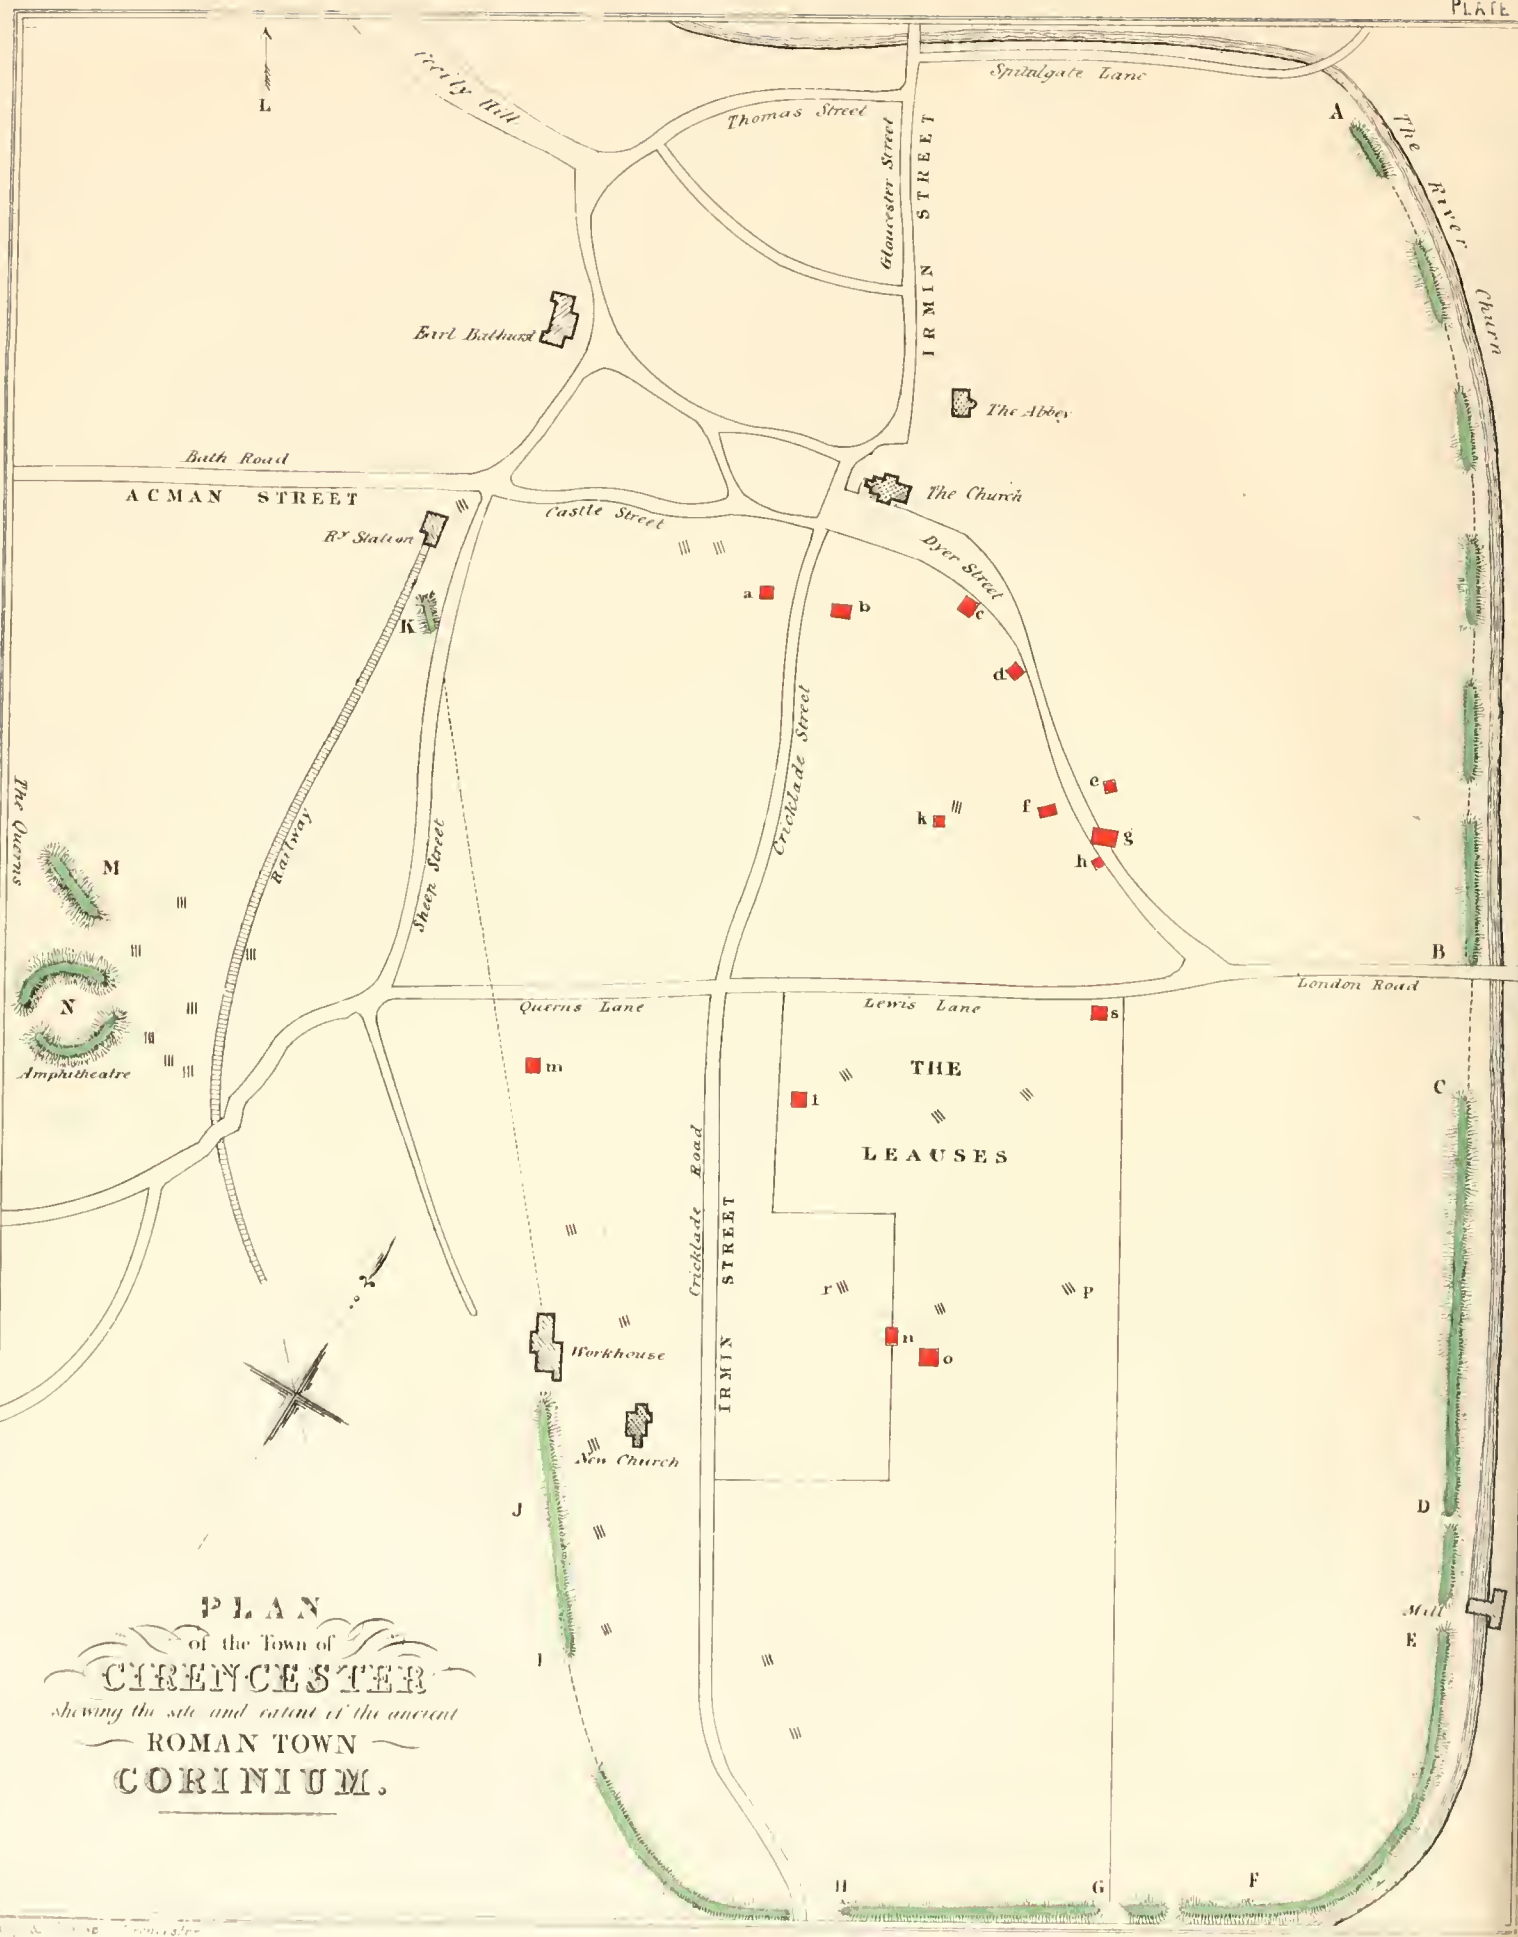 PLATE
L
Cecily Hill
Thomas Street
Spitalgate Lane
Gloucester Street
IRMIN STREET
A
The River Churn
Earl Bathurst
The Abbey
Bath Road
ACMAN STREET
Castle Street
The Church
Ry Station
Dyer Street
K
a
b
c
d
e
f
g
h
k
Cricklade Street
Sheep Street
Railway
The Querns
M
N
Amphitheatre
B
London Road
Querns Lane
Lewis Lane
s
m
l
THE
LEAUSES
C
Cricklade Road
IRMIN STREET
r
p
n
o
Workhouse
New Church
J
D
Mill
E
I
PLAN
of the Town of
CIRENCESTER
shewing the site and extent of the ancient
ROMAN TOWN
CORINIUM.
H
G
F